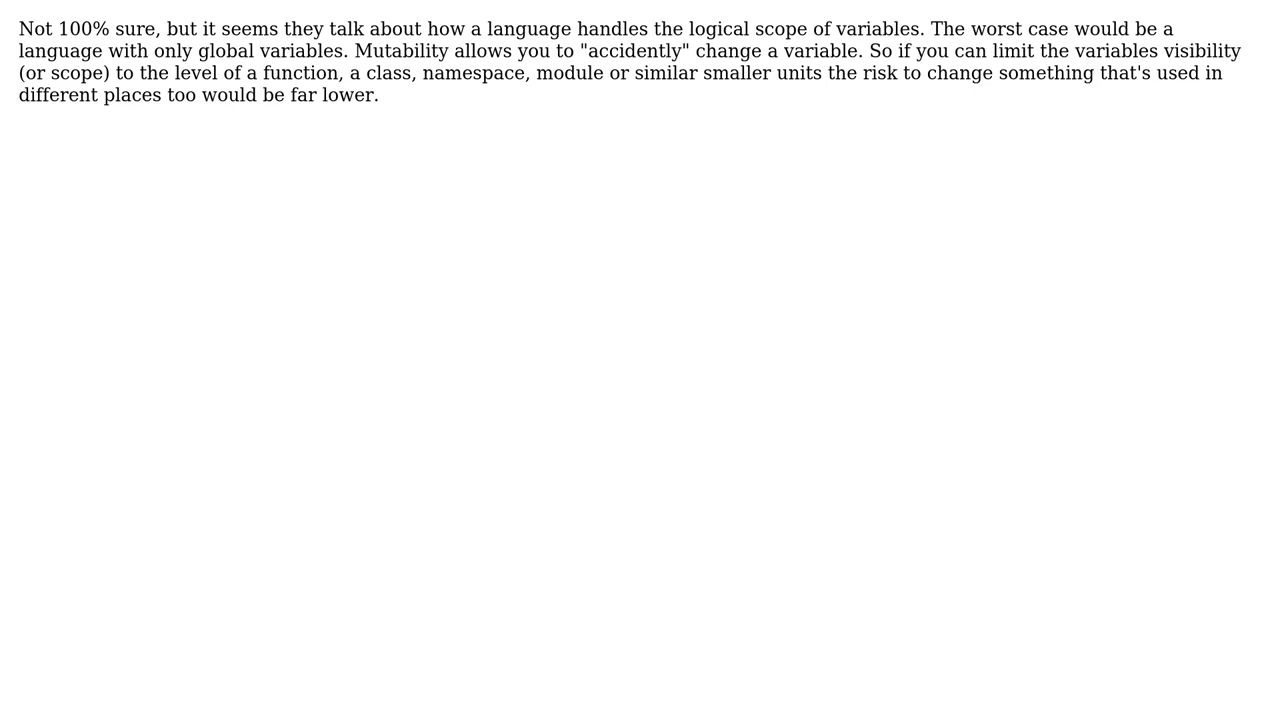 Not 100% sure, but it seems they talk about how a language handles the logical scope of variables. The worst case would be a
language with only global variables. Mutability allows you to "accidently" change a variable. So if you can limit the variables visibility
(or scope) to the level of a function, a class, namespace, module or similar smaller units the risk to change something that's used in
different places too would be far lower.